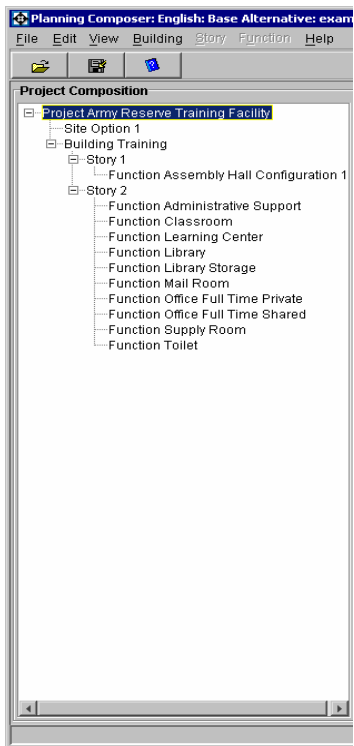 Planning Composer: English: Base Alternative: exam
File Edit View Building Story Function Help
Project Composition
Project Army Reserve Training Facility
Site Option 1
Building Training
Story 1
Function Assembly Hall Configuration 1
Story 2
Function Administrative Support
Function Classroom
Function Learning Center
Function Library
Function Library Storage
Function Mail Room
Function Office Full Time Private
Function Office Full Time Shared
Function Supply Room
Function Toilet